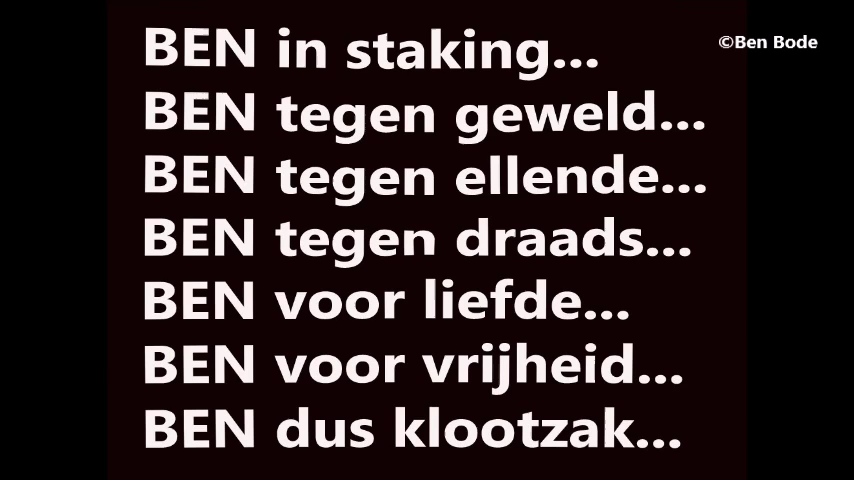 BEN in staking...
©Ben Bode
BEN tegen geweld...
BEN tegen ellende...
BEN tegen draads...
BEN voor liefde...
BEN voor vrijheid...
BEN dus klootzak...